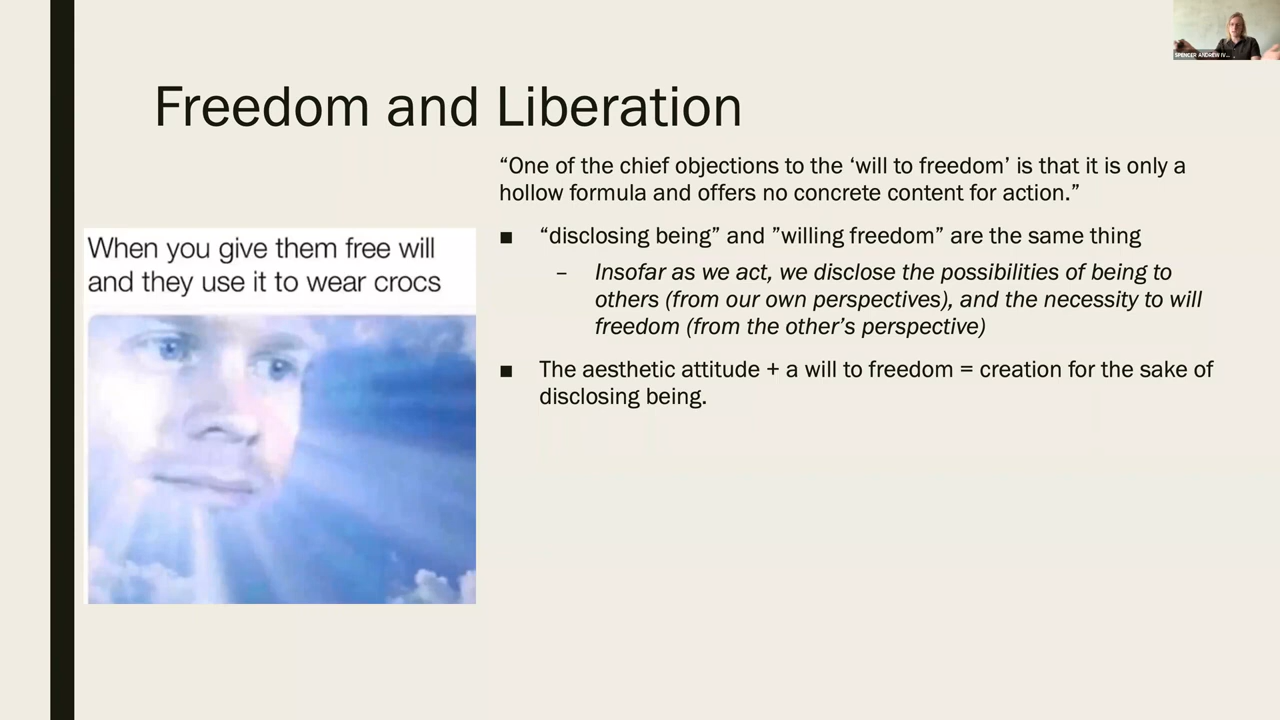 SPENCER ANDREW IV...
Freedom and Liberation
“One of the chief objections to the ‘will to freedom’ is that it is only a
hollow formula and offers no concrete content for action.”
■ “disclosing being” and ”willing freedom” are the same thing
– Insofar as we act, we disclose the possibilities of being to
others (from our own perspectives), and the necessity to will
freedom (from the other’s perspective)
■ The aesthetic attitude + a will to freedom = creation for the sake of
disclosing being.
When you give them free will
and they use it to wear crocs